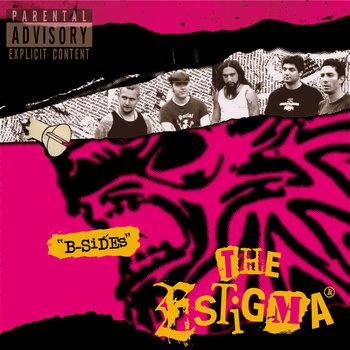 PARENTAL
ADVISORY
EXPLICIT CONTENT
"B-SiDEs"
THE
EsTiGMA®